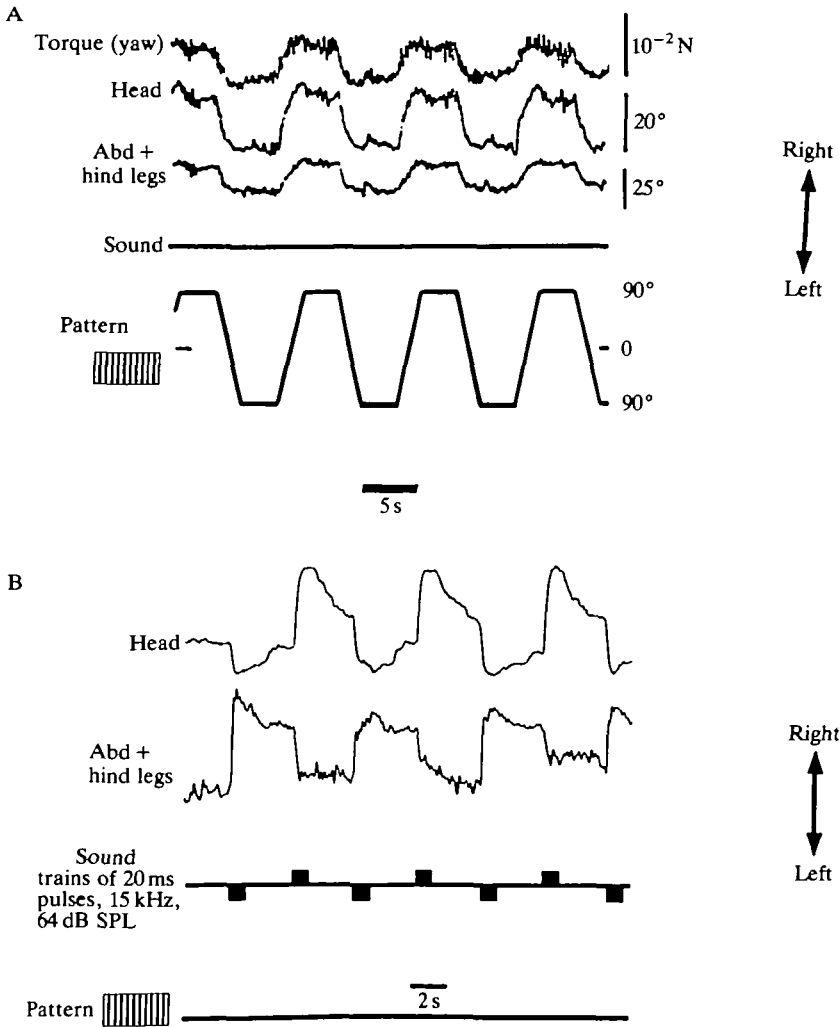 A
Torque (yaw)
10⁻² N
Head
20°
Abd +
hind legs
25°
Right
Left
Sound
Pattern
90°
0
90°
5 s
B
Head
Abd +
hind legs
Right
Left
Sound
trains of 20 ms
pulses, 15 kHz,
64 dB SPL
2 s
Pattern